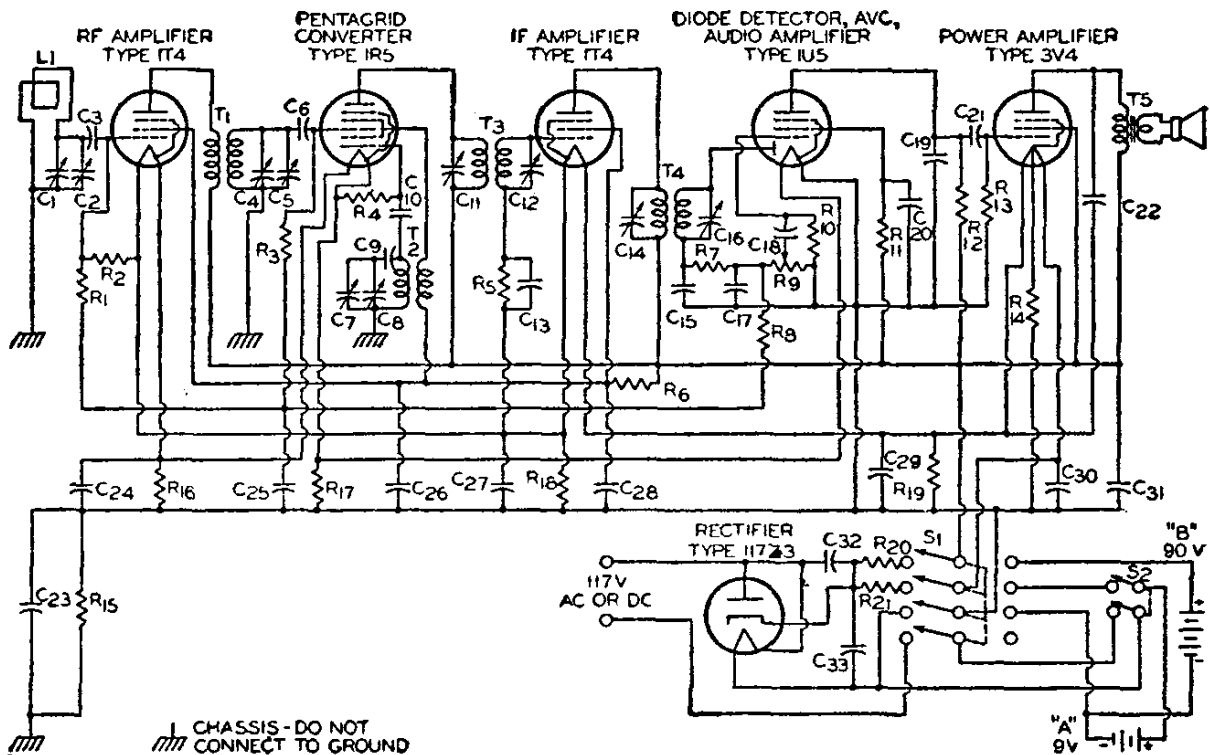 RF AMPLIFIER
TYPE 1T4
PENTAGRID
CONVERTER
TYPE 1R5
IF AMPLIFIER
TYPE 1T4
DIODE DETECTOR, AVC,
AUDIO AMPLIFIER
TYPE 1U5
POWER AMPLIFIER
TYPE 3V4
L1
C3
T1
C6
T3
T4
C19
C21
T5
C1
C2
C4
C5
R4
C10
C11
C12
C14
C16
C18
R10
R11
C20
R12
R13
C22
R2
R1
R3
C9
T2
C7
C8
R5
C13
R7
R9
C15
C17
R8
R14
R6
C24
R16
C25
R17
C26
C27
R18
C28
C29
R19
C30
C31
C23
R15
RECTIFIER
TYPE 117Z3
C32
R20
S1
"B"
90 V
117V
AC OR DC
R21
S2
C33
+
-
CHASSIS - DO NOT
CONNECT TO GROUND
"A"
9V
- +